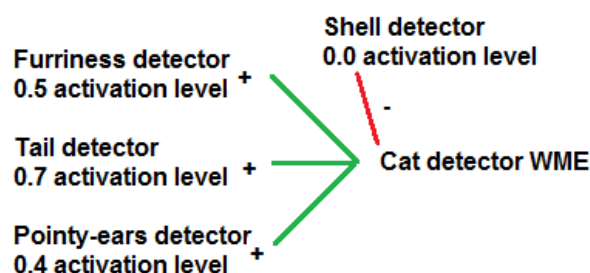 Shell detector
0.0 activation level
-
Furriness detector
0.5 activation level +
Tail detector
0.7 activation level +
Cat detector WME
Pointy-ears detector
0.4 activation level +